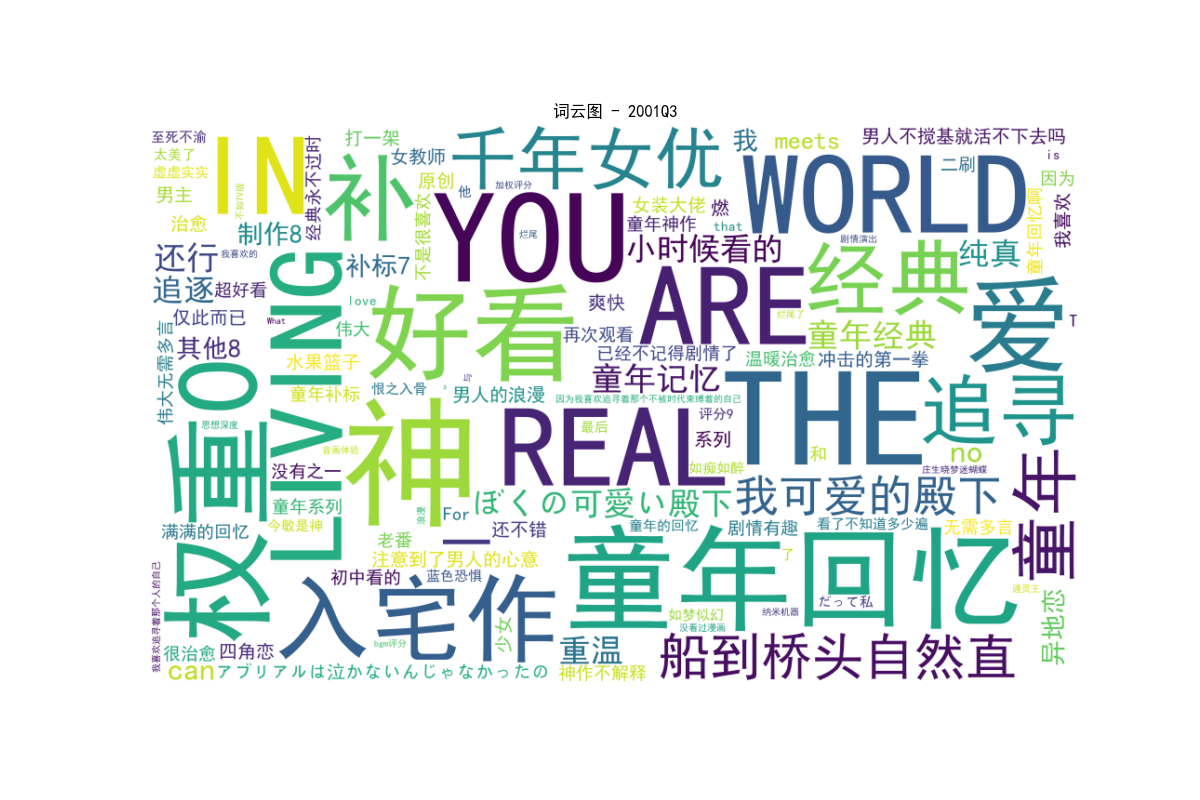 词云图 - 2001Q3
至死不渝
太美了
虚虚实实
男主
治愈
IN
不如TV版
经典永不过时
打一架
女教师
补
原创
不是很喜欢
他
加权评分
千年女优
我
meets
男人不搅基就活不下去吗
is
二刷
因为
WORLD
女装大佬
燃
童年神作
that
童年回忆啊
我喜欢
制作8
YOU
烂尾
小时候看的
剧情演出
纯真
还行
我喜欢的
补标7
LIVING
经典
追逐
超好看
love
好看
爽快
ARE
烂尾了
爱
仅此而已
What
伟大
再次观看
童年经典
T
伟大无需多言
其他8
水果篮子
已经不记得剧情了
温暖治愈
冲击的第一拳
童年补标
恨之入骨
与
男人的浪漫
童年记忆
因为我喜欢追寻着那个不被时代束缚着的自己
THE
追寻
O
思想深度
神
REAL
评分9
最后
系列
和
no
音画体验
没有之一
如痴如醉
庄生晓梦迷蝴蝶
权重
童年系列
ぼくの可愛い殿下
我可爱的殿下
童年
满满的回忆
今敏是神
浪漫
For
一
还不错
童年的回忆
剧情有趣
看了不知道多少遍
无需多言
老番
注意到了男人的心意
童年回忆
了
我喜欢追寻着那个人的自己
初中看的
蓝色恐惧
入宅作
だって私
通灵王
如梦似幻
纳米机器
没看过漫画
异地恋
很治愈
四角恋
bgm评分
少女
重温
船到桥头自然直
can
アブリアルは泣かないんじゃなかったの
神作不解释